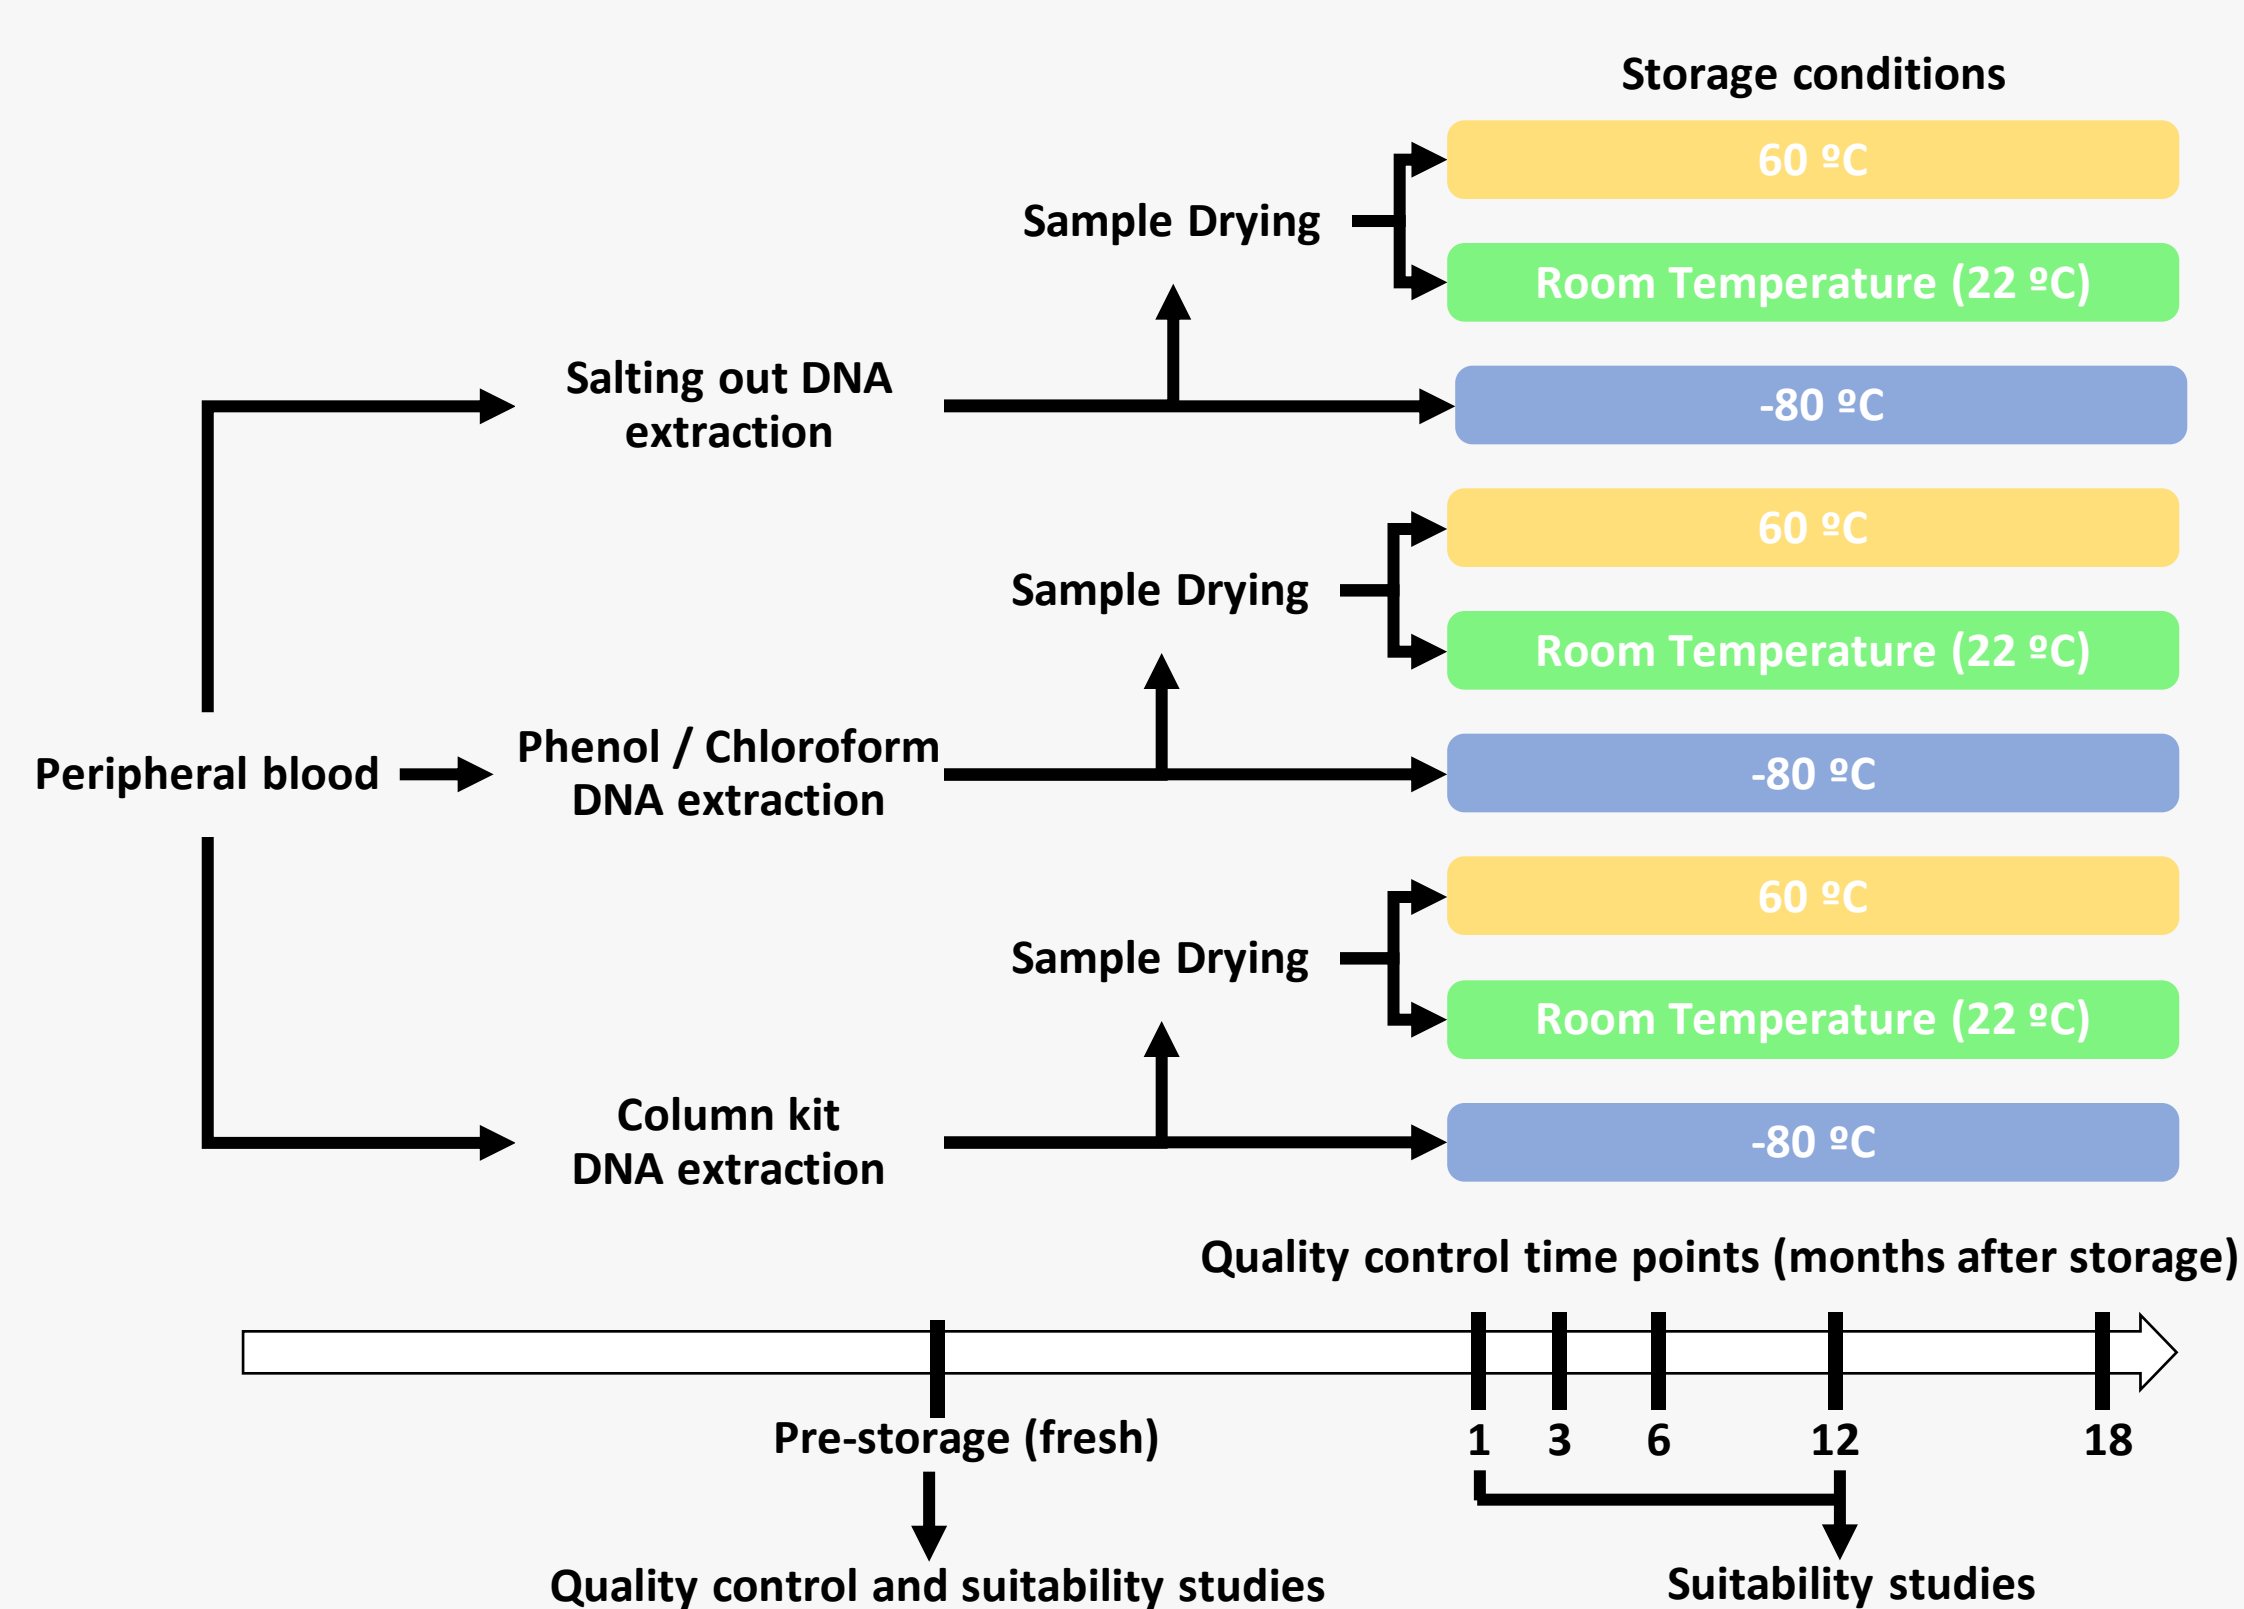 Storage conditions
60 ºC
Sample Drying
Room Temperature (22 ºC)
Salting out DNA
extraction
-80 ºC
60 ºC
Sample Drying
Room Temperature (22 ºC)
Peripheral blood
Phenol / Chloroform
DNA extraction
-80 ºC
60 ºC
Sample Drying
Room Temperature (22 ºC)
Column kit
DNA extraction
-80 ºC
Quality control time points (months after storage)
Pre-storage (fresh)
1 3 6 12 18
Quality control and suitability studies
Suitability studies